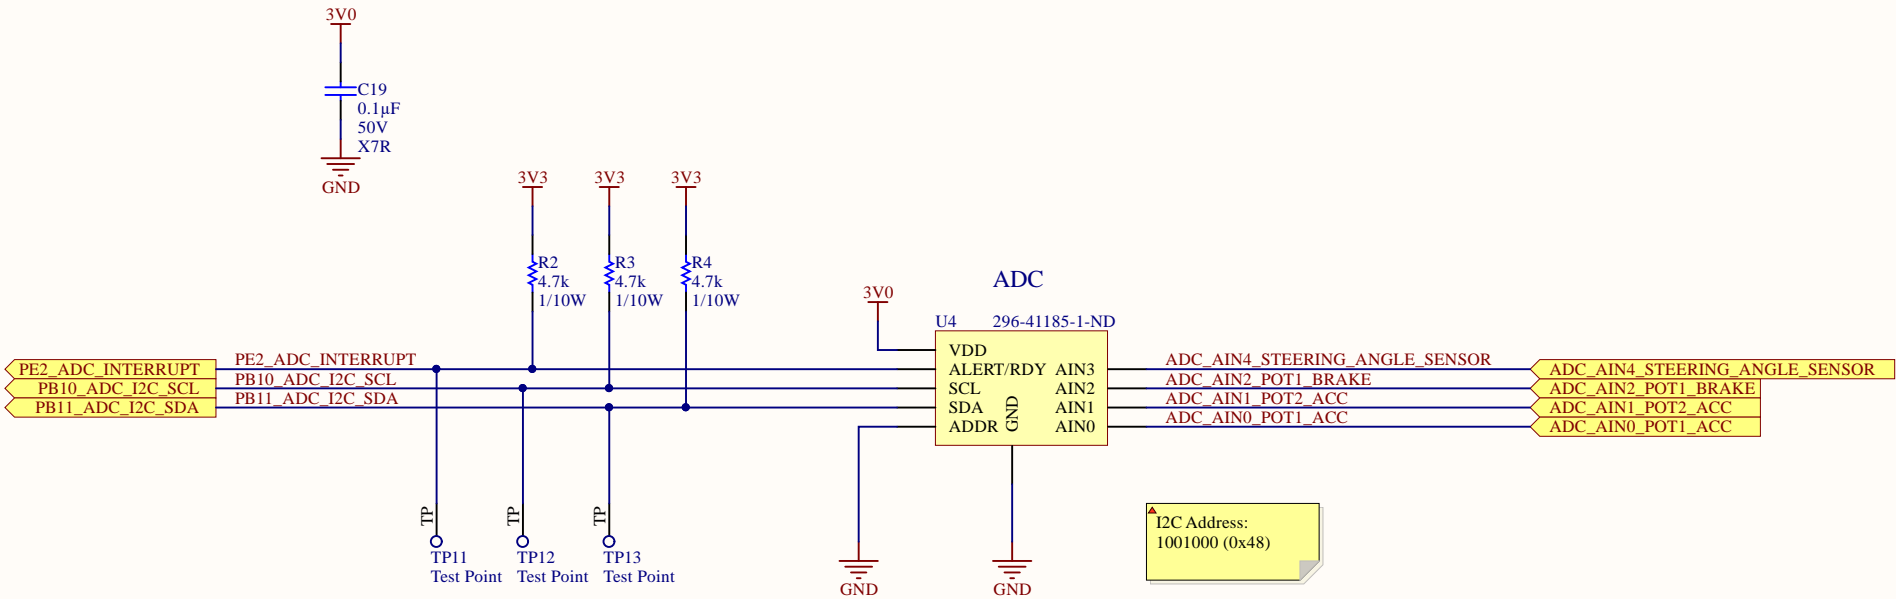 3V0
C19
0.1µF
50V
X7R
GND
3V3
3V3
3V3
R2
4.7k
1/10W
R3
4.7k
1/10W
R4
4.7k
1/10W
ADC
3V0
U4
296-41185-1-ND
VDD
ALERT/RDY
SCL
SDA
ADDR
GND
AIN3
AIN2
AIN1
AIN0
PE2_ADC_INTERRUPT
PB10_ADC_I2C_SCL
PB11_ADC_I2C_SDA
PE2_ADC_INTERRUPT
PB10_ADC_I2C_SCL
PB11_ADC_I2C_SDA
ADC_AIN4_STEERING_ANGLE_SENSOR
ADC_AIN2_POT1_BRAKE
ADC_AIN1_POT2_ACC
ADC_AIN0_POT1_ACC
ADC_AIN4_STEERING_ANGLE_SENSOR
ADC_AIN2_POT1_BRAKE
ADC_AIN1_POT2_ACC
ADC_AIN0_POT1_ACC
TP
TP
TP
TP11
Test Point
TP12
Test Point
TP13
Test Point
GND
GND
I2C Address:
1001000 (0x48)